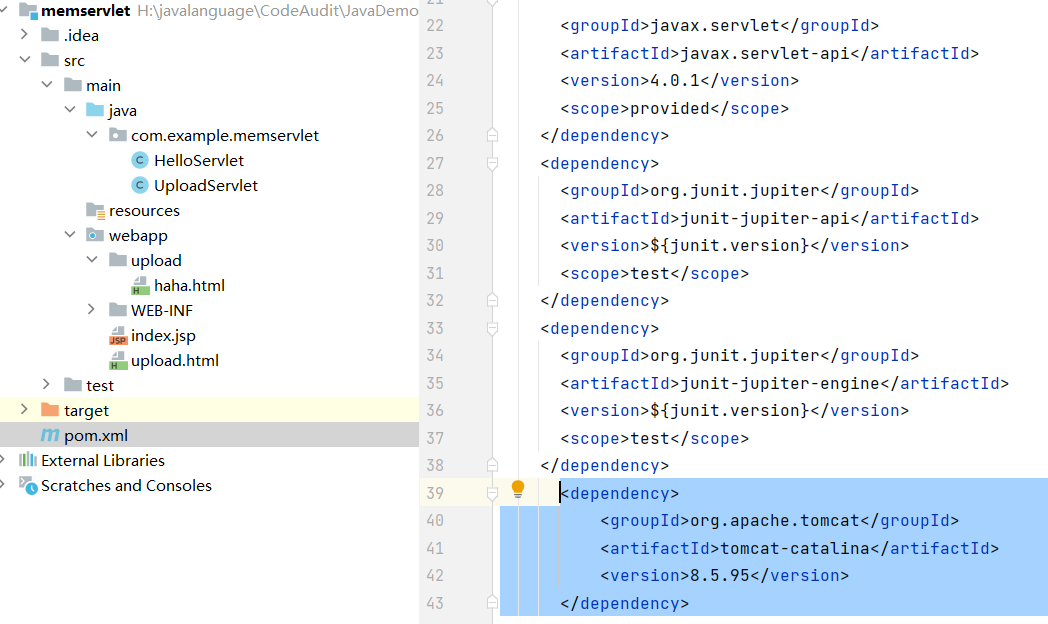 memservlet H:\javalanguage\CodeAudit\JavaDemo
.idea
src
main
java
com.example.memservlet
HelloServlet
UploadServlet
resources
webapp
upload
haha.html
WEB-INF
index.jsp
upload.html
test
target
pom.xml
External Libraries
Scratches and Consoles
21
22 <groupId>javax.servlet</groupId>
23 <artifactId>javax.servlet-api</artifactId>
24 <version>4.0.1</version>
25 <scope>provided</scope>
26 </dependency>
27 <dependency>
28 <groupId>org.junit.jupiter</groupId>
29 <artifactId>junit-jupiter-api</artifactId>
30 <version>${junit.version}</version>
31 <scope>test</scope>
32 </dependency>
33 <dependency>
34 <groupId>org.junit.jupiter</groupId>
35 <artifactId>junit-jupiter-engine</artifactId>
36 <version>${junit.version}</version>
37 <scope>test</scope>
38 </dependency>
39 <dependency>
40 <groupId>org.apache.tomcat</groupId>
41 <artifactId>tomcat-catalina</artifactId>
42 <version>8.5.95</version>
43 </dependency>